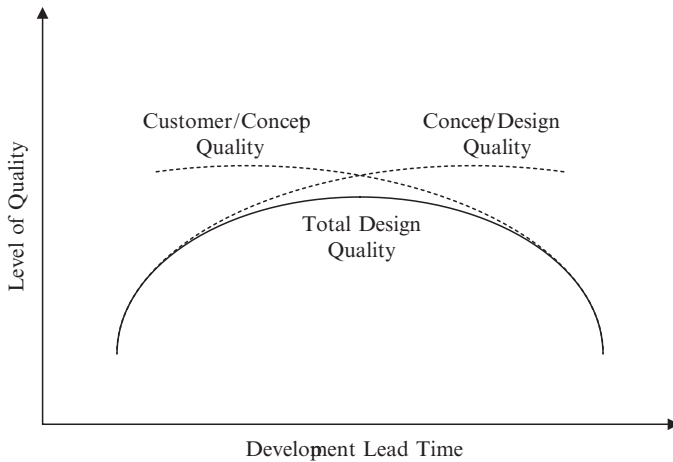 Customer/Concept
Quality
Concept/Design
Quality
Total Design
Quality
Level of Quality
Development Lead Time